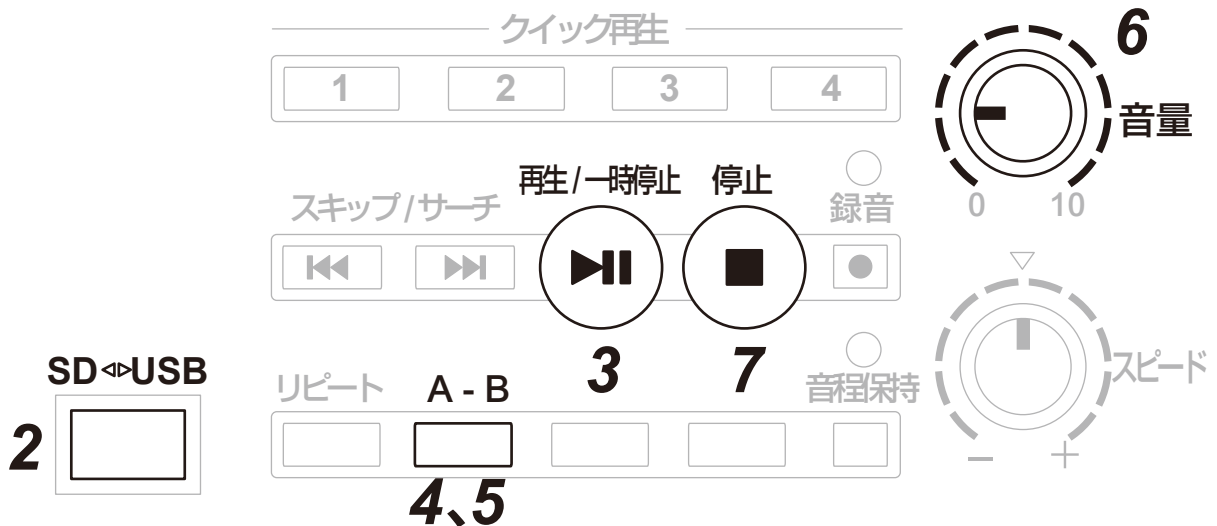 クイック再生
6
1 2 3 4
音量
再生/一時停止 停止
スキップ/サーチ 録音
0 10
SD USB
3 7
リピート A - B 音程保持
スピード
2
4、5
− +